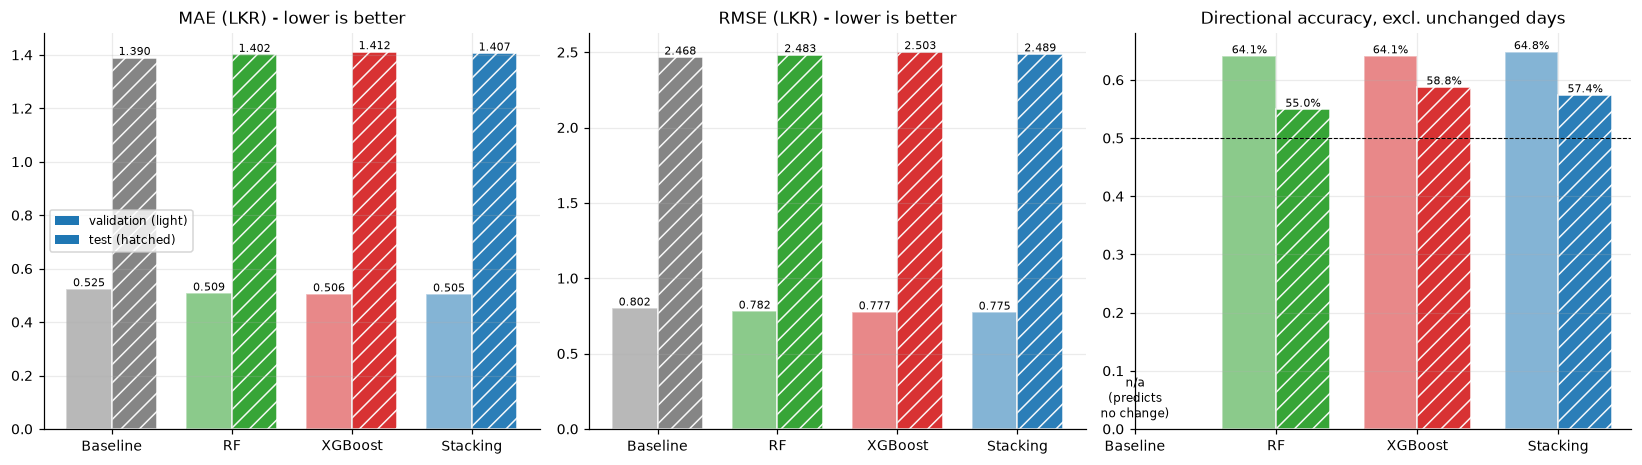 MAE (LKR) - lower is better
1.4
1.2
1.0
0.8
0.6
0.4
0.2
0.0
validation (light)
test (hatched)
0.525
1.390
0.509
1.402
0.506
1.412
0.505
1.407
Baseline
RF
XGBoost
Stacking
RMSE (LKR) - lower is better
2.5
2.0
1.5
1.0
0.5
0.0
0.802
2.468
0.782
2.483
0.777
2.503
0.775
2.489
Baseline
RF
XGBoost
Stacking
Directional accuracy, excl. unchanged days
0.6
0.5
0.4
0.3
0.2
0.1
0.0
n/a
(predicts
no change)
64.1%
55.0%
64.1%
58.8%
64.8%
57.4%
Baseline
RF
XGBoost
Stacking